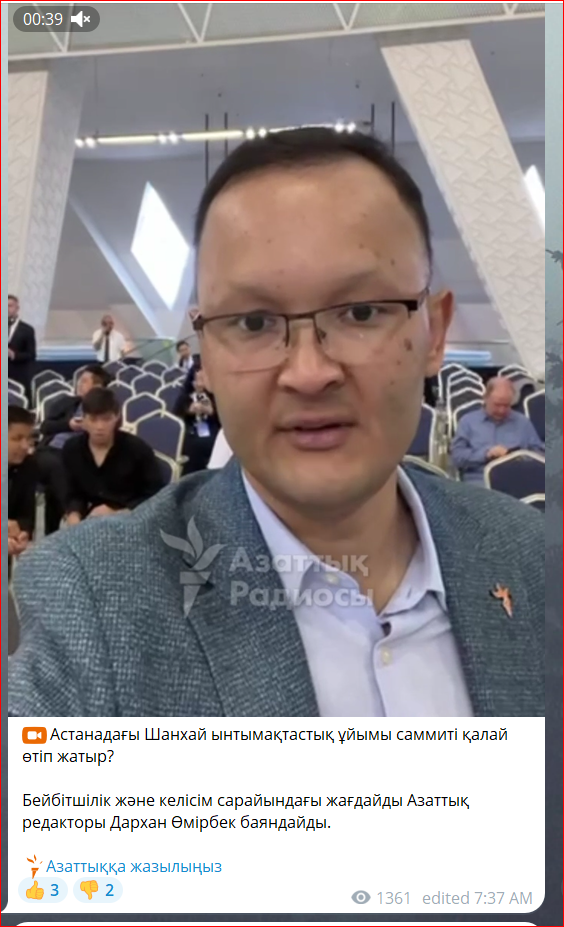 00:39
Азаттық
Радиосы
Астанадағы Шанхай ынтымақтастық ұйымы саммиті қалай
өтіп жатыр?
Бейбітшілік және келісім сарайындағы жағдайды Азаттық
редакторы Дархан Өмірбек баяндайды.
Азаттыққа жазылыңыз
3 2
1361 edited 7:37 AM